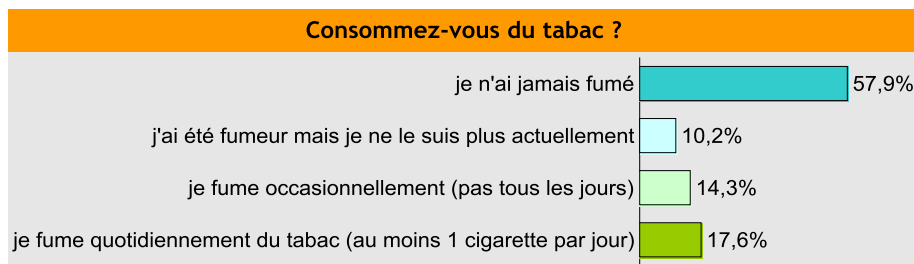 Consommez-vous du tabac ?
je n'ai jamais fumé 57,9%
j'ai été fumeur mais je ne le suis plus actuellement 10,2%
je fume occasionnellement (pas tous les jours) 14,3%
je fume quotidiennement du tabac (au moins 1 cigarette par jour) 17,6%